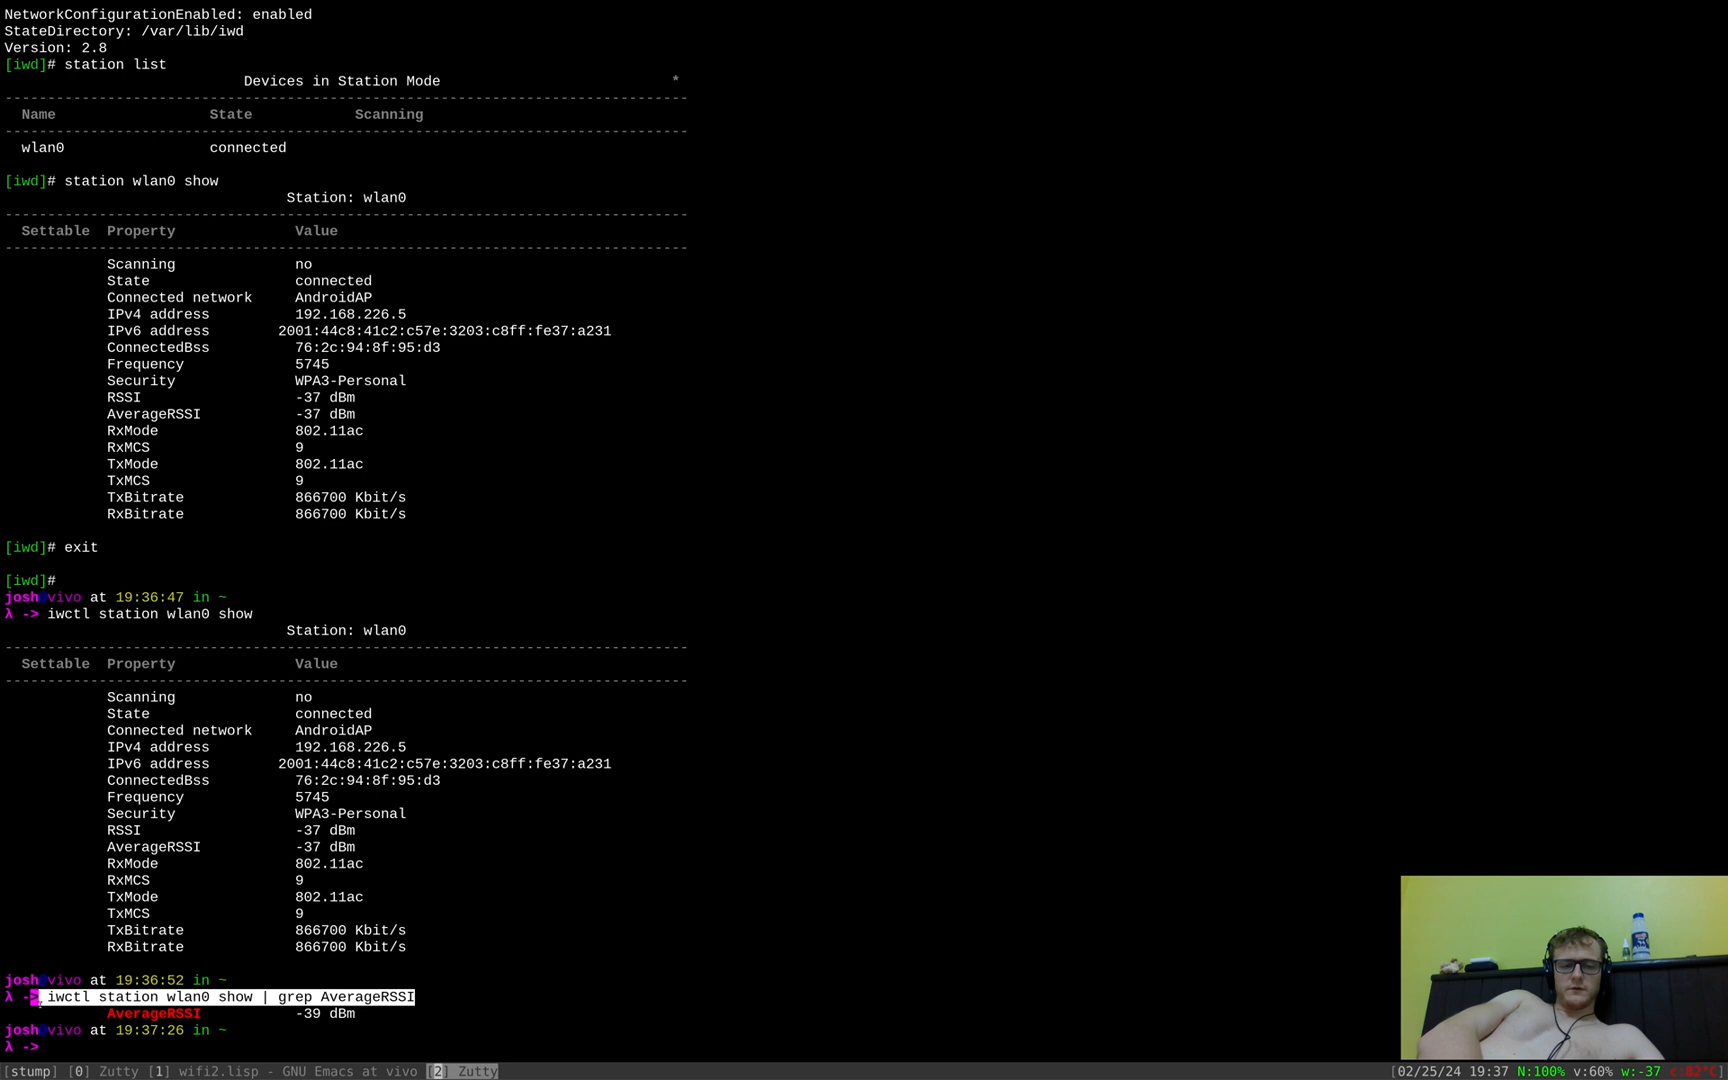 NetworkConfigurationEnabled: enabled
StateDirectory: /var/lib/iwd
Version: 2.8
[iwd]# station list
Devices in Station Mode *
--------------------------------------------------------------------------------
Name State Scanning
--------------------------------------------------------------------------------
wlan0 connected
[iwd]# station wlan0 show
Station: wlan0
--------------------------------------------------------------------------------
Settable Property Value
--------------------------------------------------------------------------------
Scanning no
State connected
Connected network AndroidAP
IPv4 address 192.168.226.5
IPv6 address 2001:44c8:41c2:c57e:3203:c8ff:fe37:a231
ConnectedBss 76:2c:94:8f:95:d3
Frequency 5745
Security WPA3-Personal
RSSI -37 dBm
AverageRSSI -37 dBm
RxMode 802.11ac
RxMCS 9
TxMode 802.11ac
TxMCS 9
TxBitrate 866700 Kbit/s
RxBitrate 866700 Kbit/s
[iwd]# exit
[iwd]#
josh@vivo at 19:36:47 in ~
λ -> iwctl station wlan0 show
Station: wlan0
--------------------------------------------------------------------------------
Settable Property Value
--------------------------------------------------------------------------------
Scanning no
State connected
Connected network AndroidAP
IPv4 address 192.168.226.5
IPv6 address 2001:44c8:41c2:c57e:3203:c8ff:fe37:a231
ConnectedBss 76:2c:94:8f:95:d3
Frequency 5745
Security WPA3-Personal
RSSI -37 dBm
AverageRSSI -37 dBm
RxMode 802.11ac
RxMCS 9
TxMode 802.11ac
TxMCS 9
TxBitrate 866700 Kbit/s
RxBitrate 866700 Kbit/s
josh@vivo at 19:36:52 in ~
λ -> iwctl station wlan0 show | grep AverageRSSI
AverageRSSI -39 dBm
josh@vivo at 19:37:26 in ~
λ ->
[stump] [0] Zutty [1] wifi2.lisp - GNU Emacs at vivo [2] Zutty [02/25/24 19:37 N:100% v:60% w:-37 c:82°C]